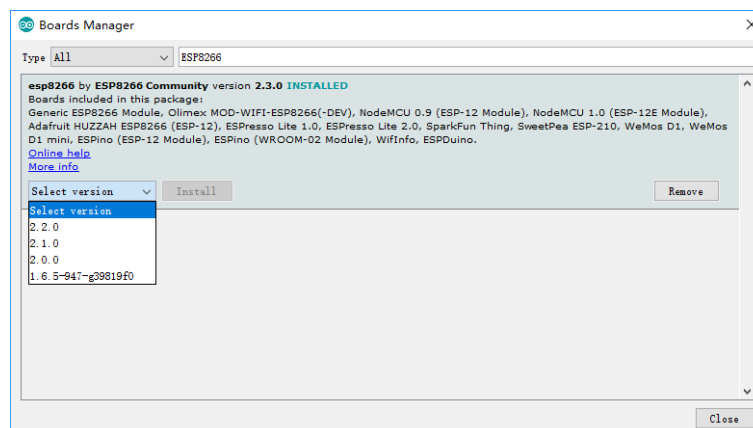 Boards Manager
Type All ESP8266
esp8266 by ESP8266 Community version 2.3.0 INSTALLED
Boards included in this package:
Generic ESP8266 Module, Olimex MOD-WIFI-ESP8266(-DEV), NodeMCU 0.9 (ESP-12 Module), NodeMCU 1.0 (ESP-12E Module),
Adafruit HUZZAH ESP8266 (ESP-12), ESPresso Lite 1.0, ESPresso Lite 2.0, SparkFun Thing, SweetPea ESP-210, WeMos D1, WeMos
D1 mini, ESPino (ESP-12 Module), ESPino (WROOM-02 Module), WifInfo, ESPDuino.
Online help
More info
Select version Install Remove
Select version
2.2.0
2.1.0
2.0.0
1.6.5-947-g39819f0
Close